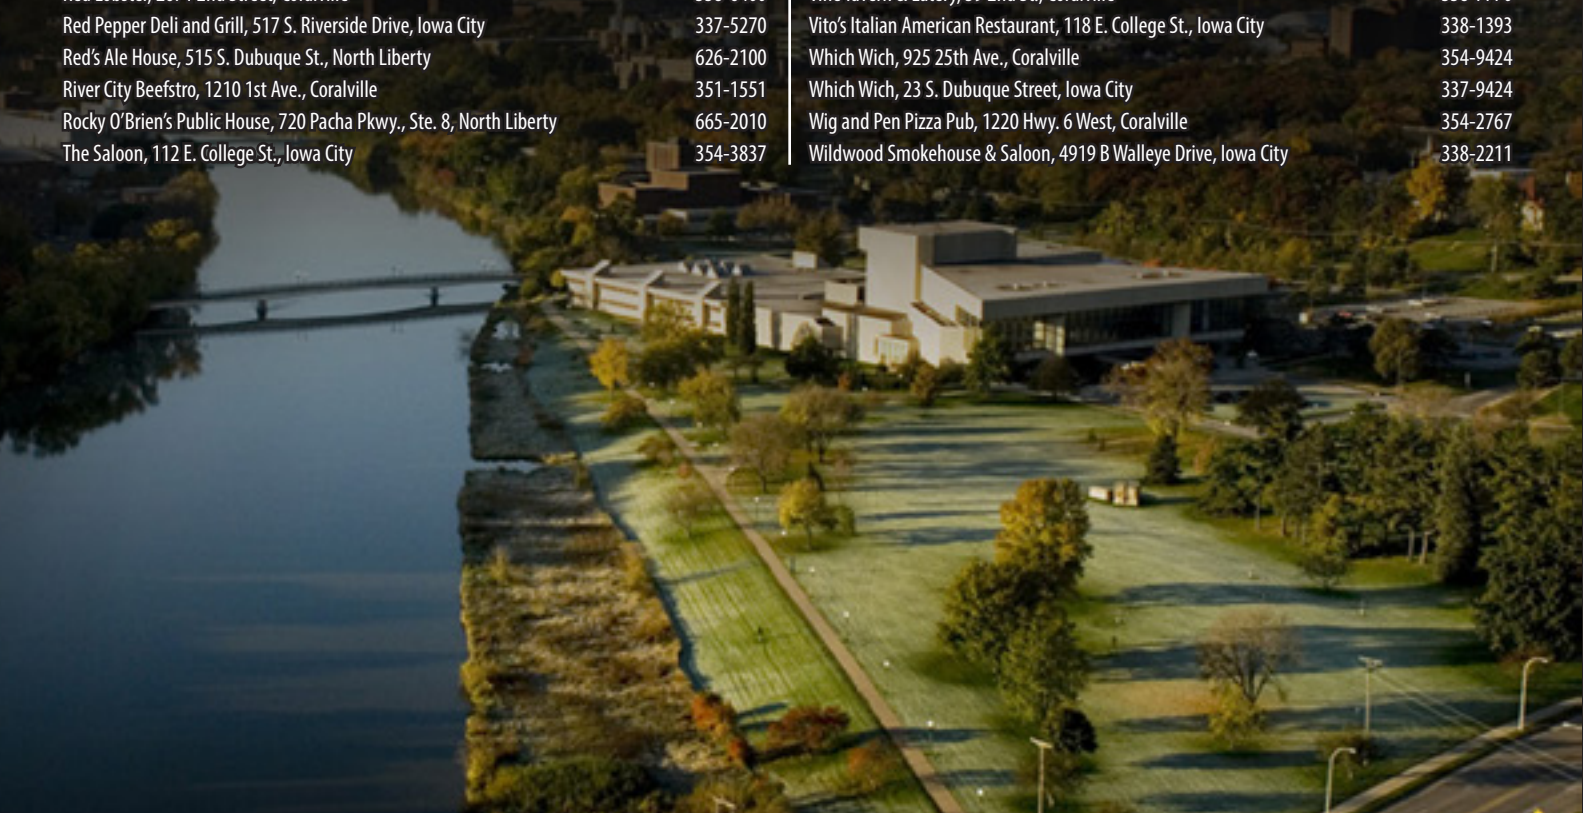 Red Pepper Deli and Grill, 517 S. Riverside Drive, Iowa City 337-5270
Red's Ale House, 515 S. Dubuque St., North Liberty 626-2100
River City Beefstro, 1210 1st Ave., Coralville 351-1551
Rocky O'Brien's Public House, 720 Pacha Pkwy., Ste. 8, North Liberty 665-2010
The Saloon, 112 E. College St., Iowa City 354-3837
Vito's Italian American Restaurant, 118 E. College St., Iowa City 338-1393
Which Wich, 925 25th Ave., Coralville 354-9424
Which Wich, 23 S. Dubuque Street, Iowa City 337-9424
Wig and Pen Pizza Pub, 1220 Hwy. 6 West, Coralville 354-2767
Wildwood Smokehouse & Saloon, 4919 B Walleye Drive, Iowa City 338-2211